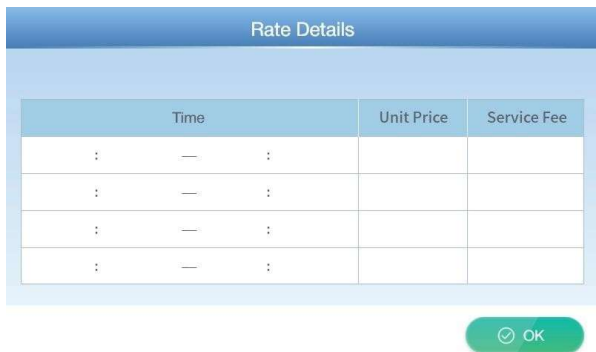 Rate Details
Time Unit Price Service Fee
: — :
: — :
: — :
: — :
OK